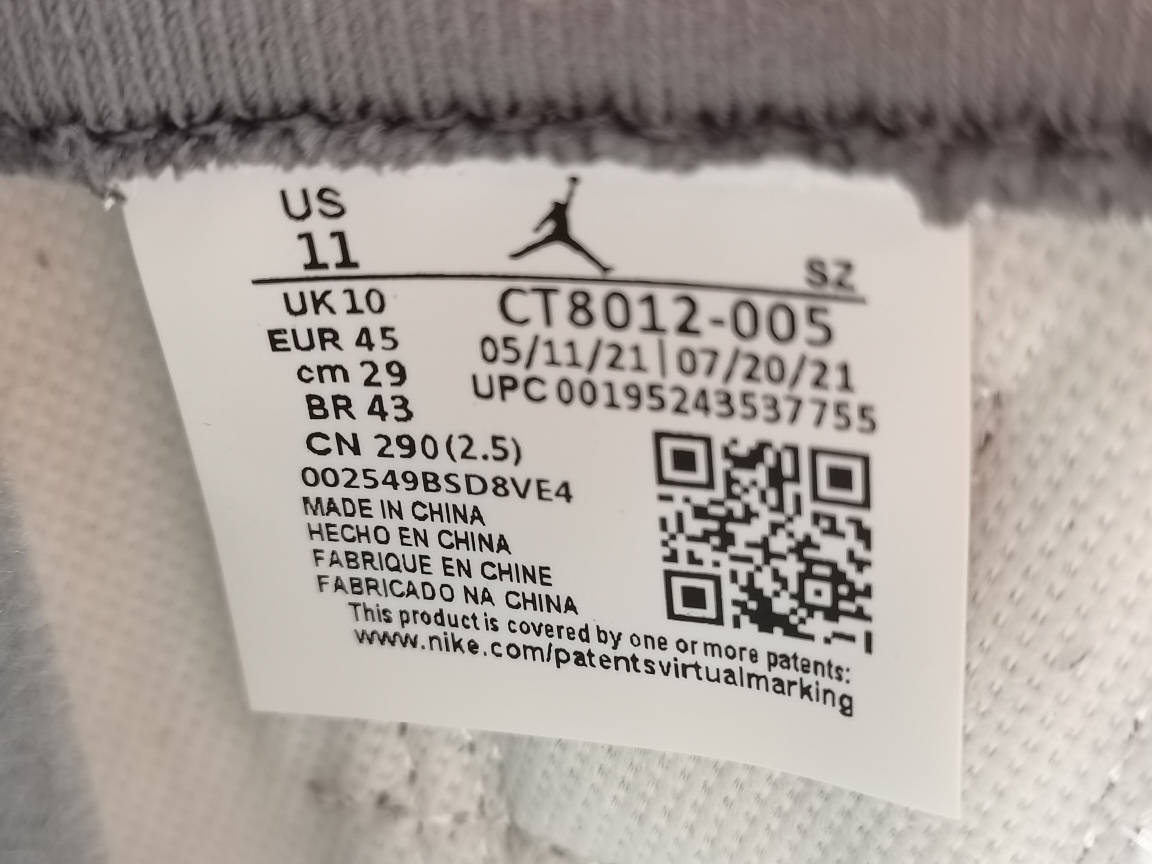 US
11
SZ
UK 10
EUR 45
cm 29
BR 43
CN 290(2.5)
CT8012-005
05/11/21|07/20/21
UPC 00195243537755
002549BSD8VE4
MADE IN CHINA
HECHO EN CHINA
FABRIQUE EN CHINE
FABRICADO NA CHINA
This product is covered by one or more patents:
www.nike.com/patentsvirtualmarking